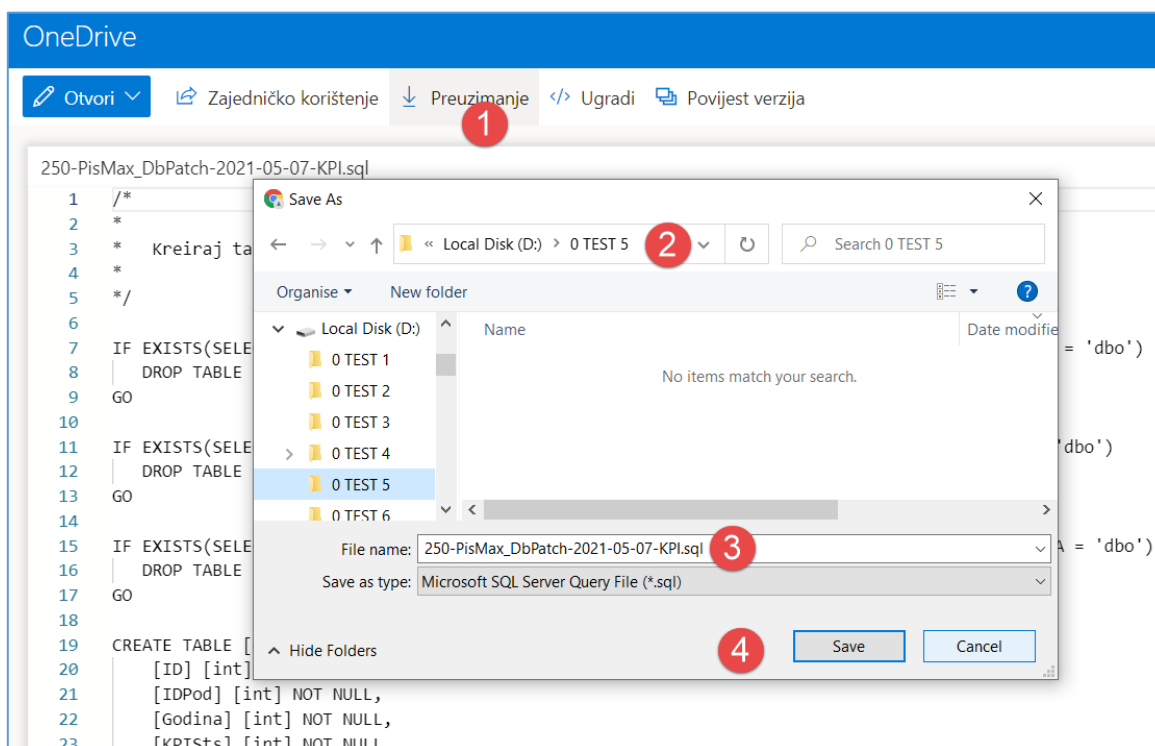 OneDrive
Otvori Zajedničko korištenje Preuzimanje Ugradi Povijest verzija
1
250-PisMax_DbPatch-2021-05-07-KPI.sql
1 /*
2 *
3 * Kreiraj ta
4 *
5 */
6
7 IF EXISTS(SELE = 'dbo')
8 DROP TABLE
9 GO
10
11 IF EXISTS(SELE 'dbo')
12 DROP TABLE
13 GO
14
15 IF EXISTS(SELE A = 'dbo')
16 DROP TABLE
17 GO
18
19 CREATE TABLE [
20 [ID] [int]
21 [IDPod] [int] NOT NULL,
22 [Godina] [int] NOT NULL,
23 [KPISts] [int] NOT NULL
Save As
« Local Disk (D:) > 0 TEST 5 2
Search 0 TEST 5
Organise New folder
?
Local Disk (D:)
0 TEST 1
0 TEST 2
0 TEST 3
0 TEST 4
0 TEST 5
0 TEST 6
Name Date modifie
No items match your search.
File name: 250-PisMax_DbPatch-2021-05-07-KPI.sql 3
Save as type: Microsoft SQL Server Query File (*.sql)
Hide Folders 4 Save Cancel